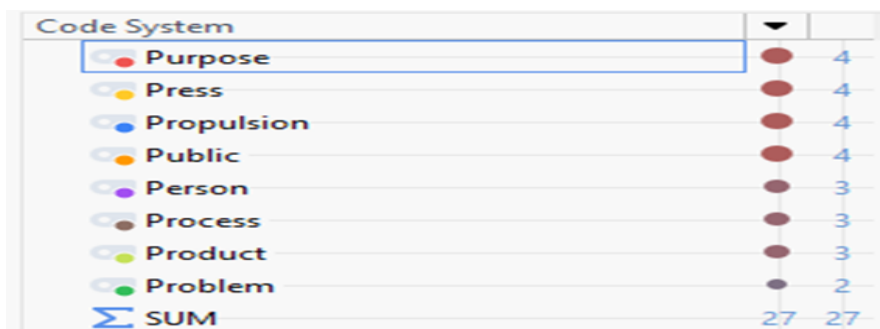 Code System
Purpose 4
Press 4
Propulsion 4
Public 4
Person 3
Process 3
Product 3
Problem 2
Σ SUM 27 27